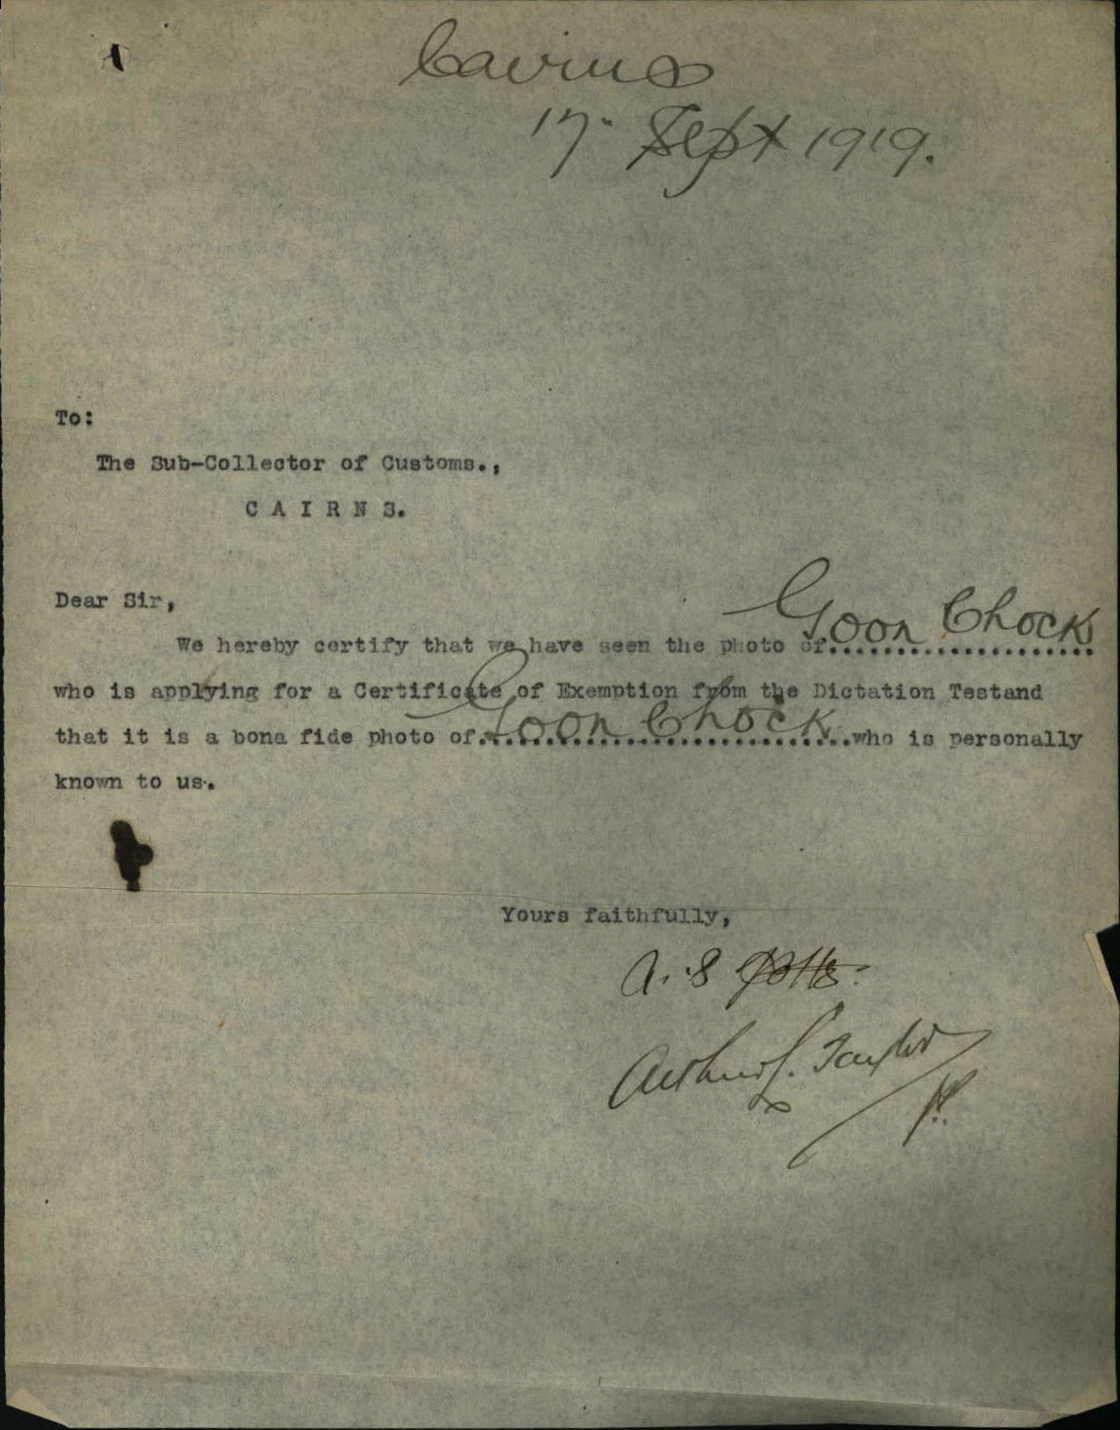 Cairns
17. Sept 1919.
To:
The Sub-Collector of Customs.,
C A I R N S.
Dear Sir,
We hereby certify that we have seen the photo of Goon Chock
who is applying for a Certificate of Exemption from the Dictation Testand
that it is a bona fide photo of Goon Chock who is personally
known to us.
Yours faithfully,
A. S Potts.
Arthur J. Taylor